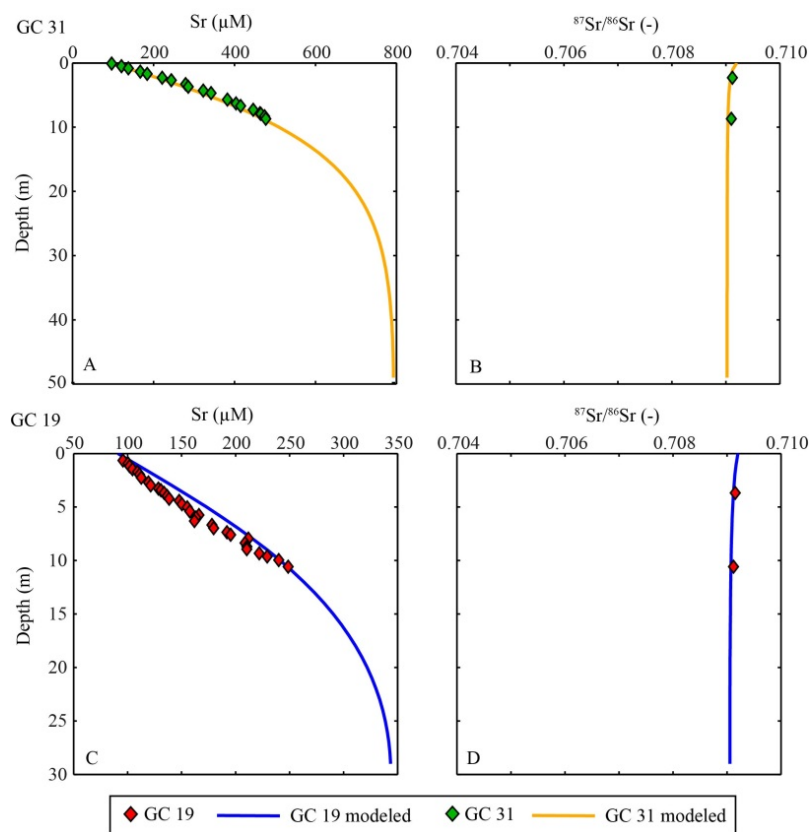 GC 31
Sr (µM)
⁸⁷Sr/⁸⁶Sr (-)
0 200 400 600 800
0.704 0.706 0.708 0.710
0
10
20
30
40
50
Depth (m)
A
B
GC 19
Sr (µM)
⁸⁷Sr/⁸⁶Sr (-)
50 100 150 200 250 300 350
0.704 0.706 0.708 0.710
0
5
10
15
20
25
30
Depth (m)
C
D
GC 19 GC 19 modeled GC 31 GC 31 modeled